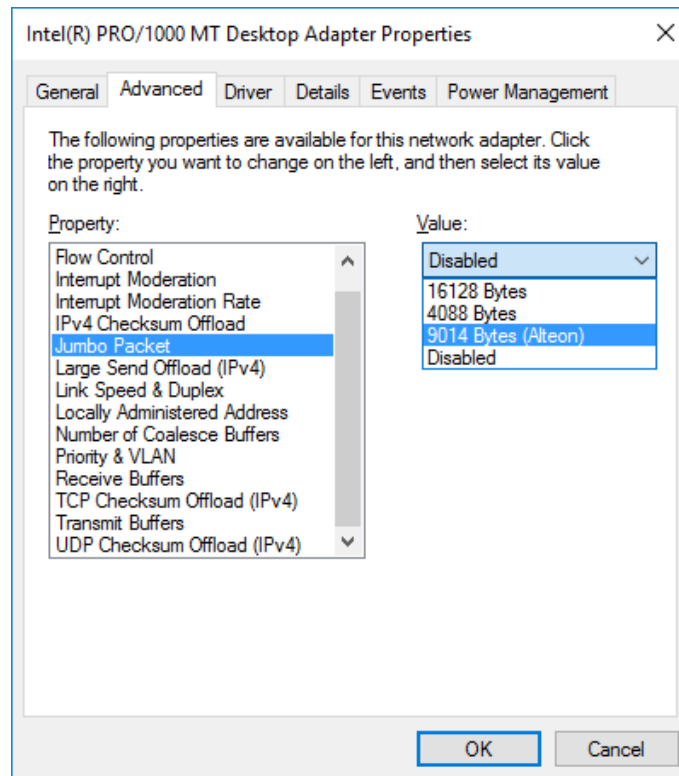 Intel(R) PRO/1000 MT Desktop Adapter Properties
General Advanced Driver Details Events Power Management
The following properties are available for this network adapter. Click
the property you want to change on the left, and then select its value
on the right.
Property:
Flow Control
Interrupt Moderation
Interrupt Moderation Rate
IPv4 Checksum Offload
Jumbo Packet
Large Send Offload (IPv4)
Link Speed & Duplex
Locally Administered Address
Number of Coalesce Buffers
Priority & VLAN
Receive Buffers
TCP Checksum Offload (IPv4)
Transmit Buffers
UDP Checksum Offload (IPv4)
Value:
Disabled
16128 Bytes
4088 Bytes
9014 Bytes (Alteon)
Disabled
OK Cancel